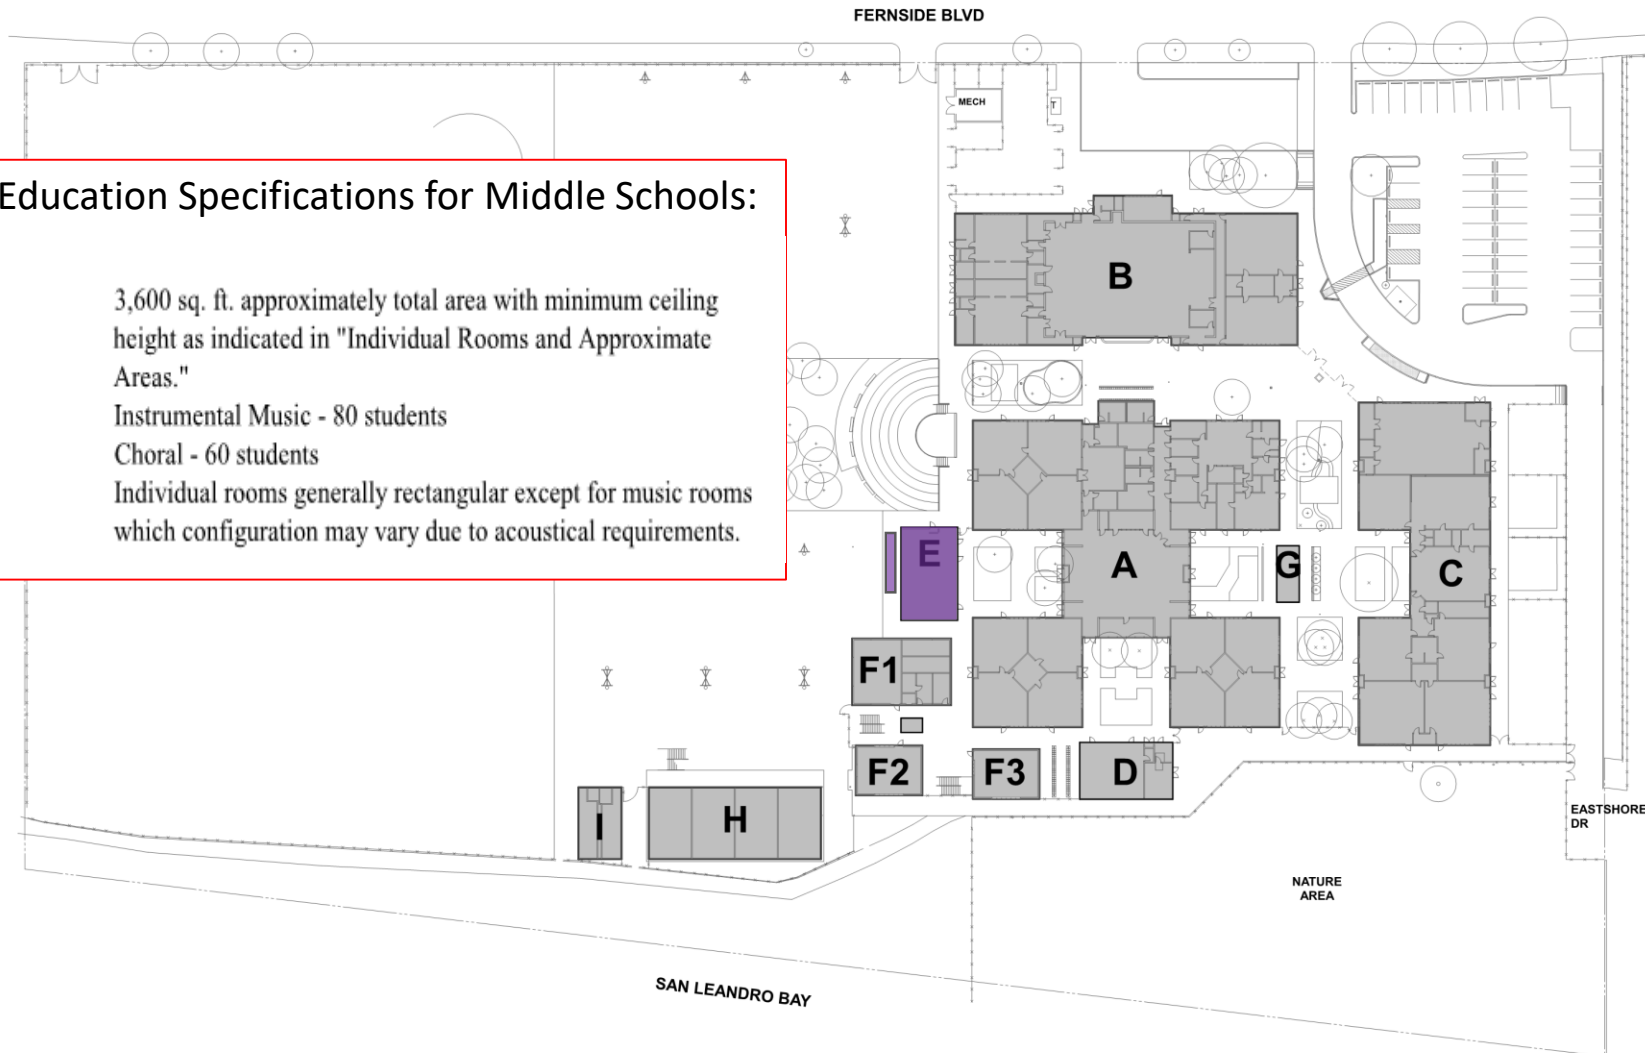 FERNSIDE BLVD
MECH
T
Education Specifications for Middle Schools:
3,600 sq. ft. approximately total area with minimum ceiling
height as indicated in "Individual Rooms and Approximate
Areas."
Instrumental Music - 80 students
Choral - 60 students
Individual rooms generally rectangular except for music rooms
which configuration may vary due to acoustical requirements.
B
E
A
G
C
F1
F2
F3
D
I
H
EASTSHORE
DR
NATURE
AREA
SAN LEANDRO BAY